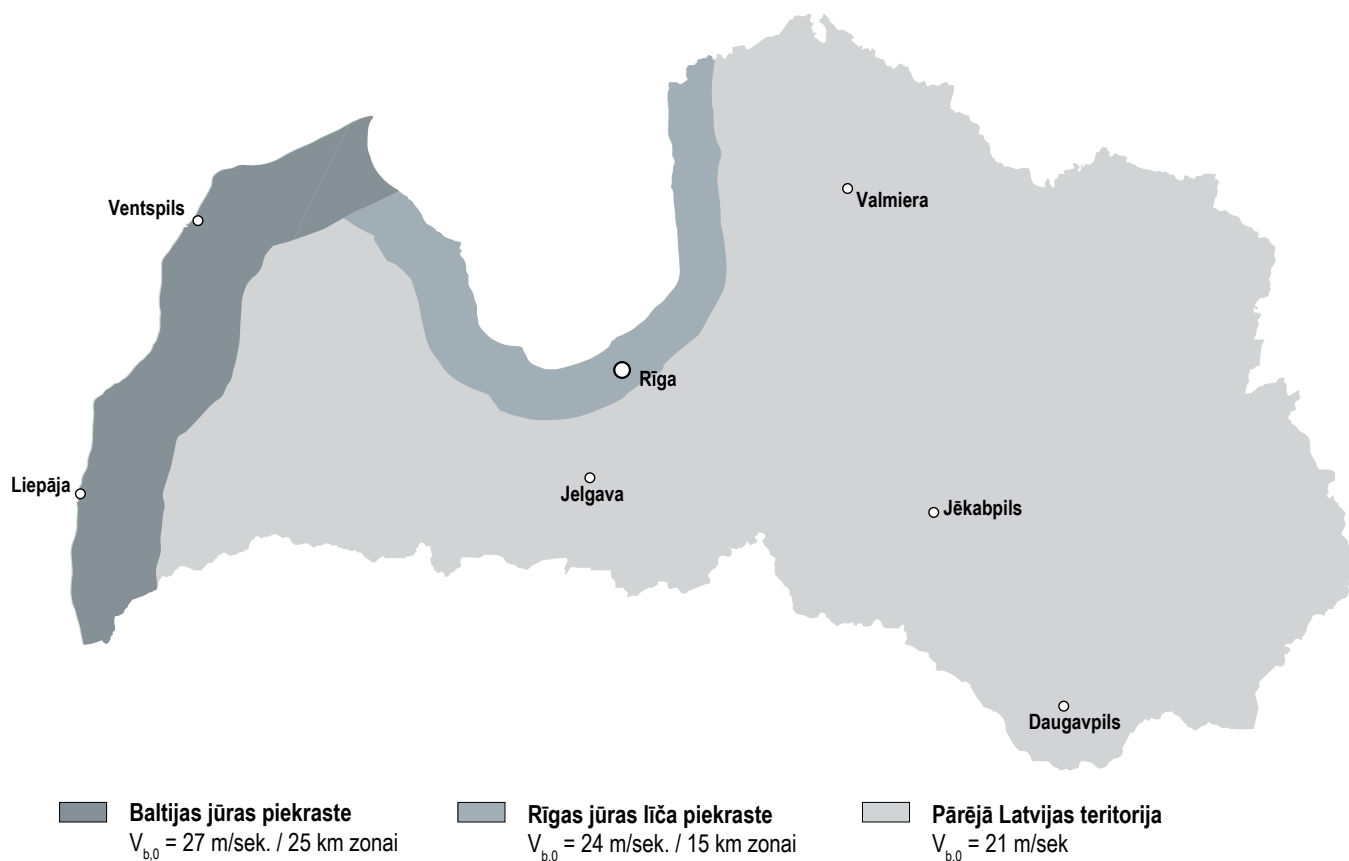 Ventspils
Valmiera
Rīga
Liepāja
Jelgava
Jēkabpils
Daugavpils
Baltijas jūras piekraste
V_b,0 = 27 m/sek. / 25 km zonai
Rīgas jūras līča piekraste
V_b,0 = 24 m/sek. / 15 km zonai
Pārējā Latvijas teritorija
V_b,0 = 21 m/sek